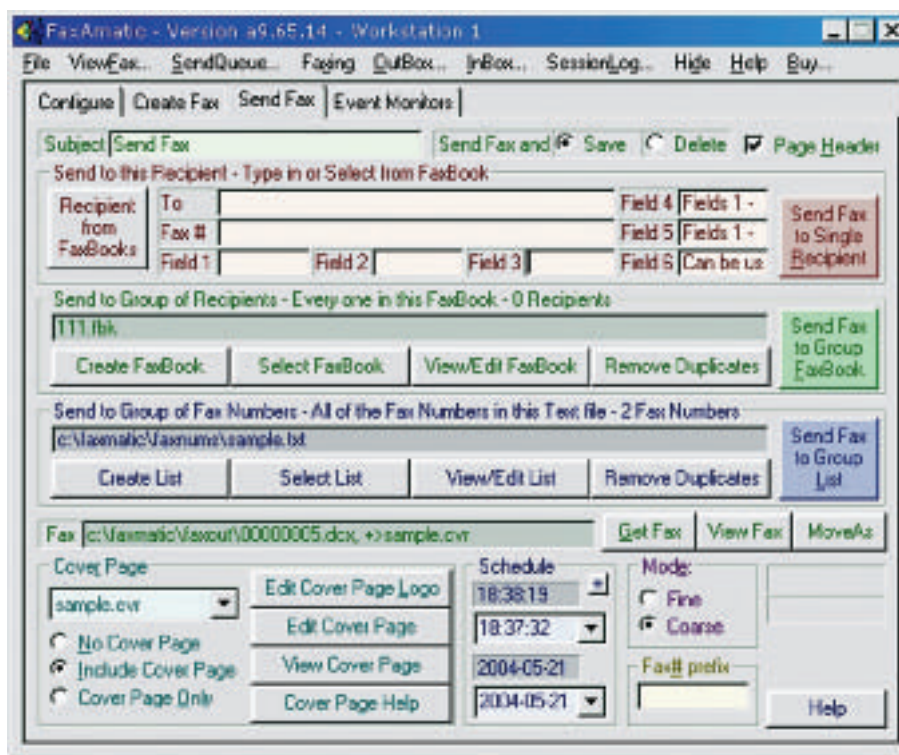 FaxAmatic - Version a9.65.14 - Workstation 1
File ViewFax... SendQueue... Faxing OutBox... InBox... SessionLog... Hide Help Buy...
Configure Create Fax Send Fax Event Monitors
Subject Send Fax Send Fax and Save Delete Page Header
Send to this Recipient - Type in or Select from FaxBook
Recipient from FaxBooks
To Field 4 Fields 1 -
Fax # Field 5 Fields 1 -
Field 1 Field 2 Field 3 Field 6 Can be us
Send Fax to Single Recipient
Send to Group of Recipients - Every one in this FaxBook - 0 Recipients
111.fbk
Create FaxBook Select FaxBook View/Edit FaxBook Remove Duplicates
Send Fax to Group FaxBook
Send to Group of Fax Numbers - All of the Fax Numbers in this Text file - 2 Fax Numbers
c:\faxmatic\faxnums\sample.txt
Create List Select List View/Edit List Remove Duplicates
Send Fax to Group List
Fax c:\faxmatic\faxout\00000005.dcx, +>sample.cvr Get Fax View Fax MoveAs
Cover Page
sample.cvr
No Cover Page
Include Cover Page
Cover Page Only
Edit Cover Page Logo
Edit Cover Page
View Cover Page
Cover Page Help
Schedule
18:38:19
18:37:32
2004-05-21
2004-05-21
Mode:
Fine
Coarse
Fax# prefix
Help